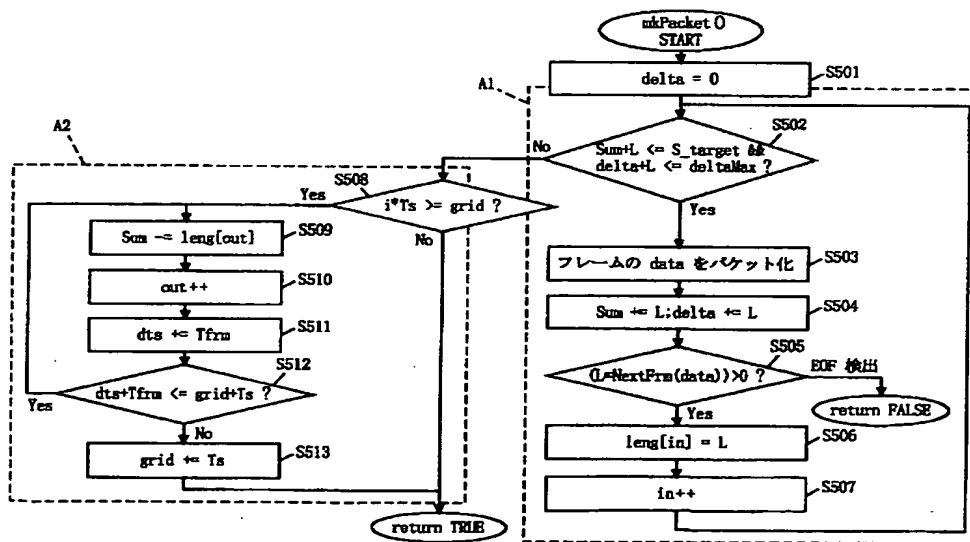 mkPacket()
START
delta = 0
S501
A1
S502
Sum+L <= S_target &&
delta+L <= deltaMax ?
No
Yes
フレームの data をパケット化
S503
Sum += L;delta += L
S504
S505
(L=NextFrm(data))>0 ?
EOF 検出
return FALSE
Yes
leng[in] = L
S506
in++
S507
A2
S508
Yes
i*Ts >= grid ?
No
Sum -= leng[out]
S509
out++
S510
dts += Tfrm
S511
S512
dts+Tfrm <= grid+Ts ?
Yes
No
grid += Ts
S513
return TRUE